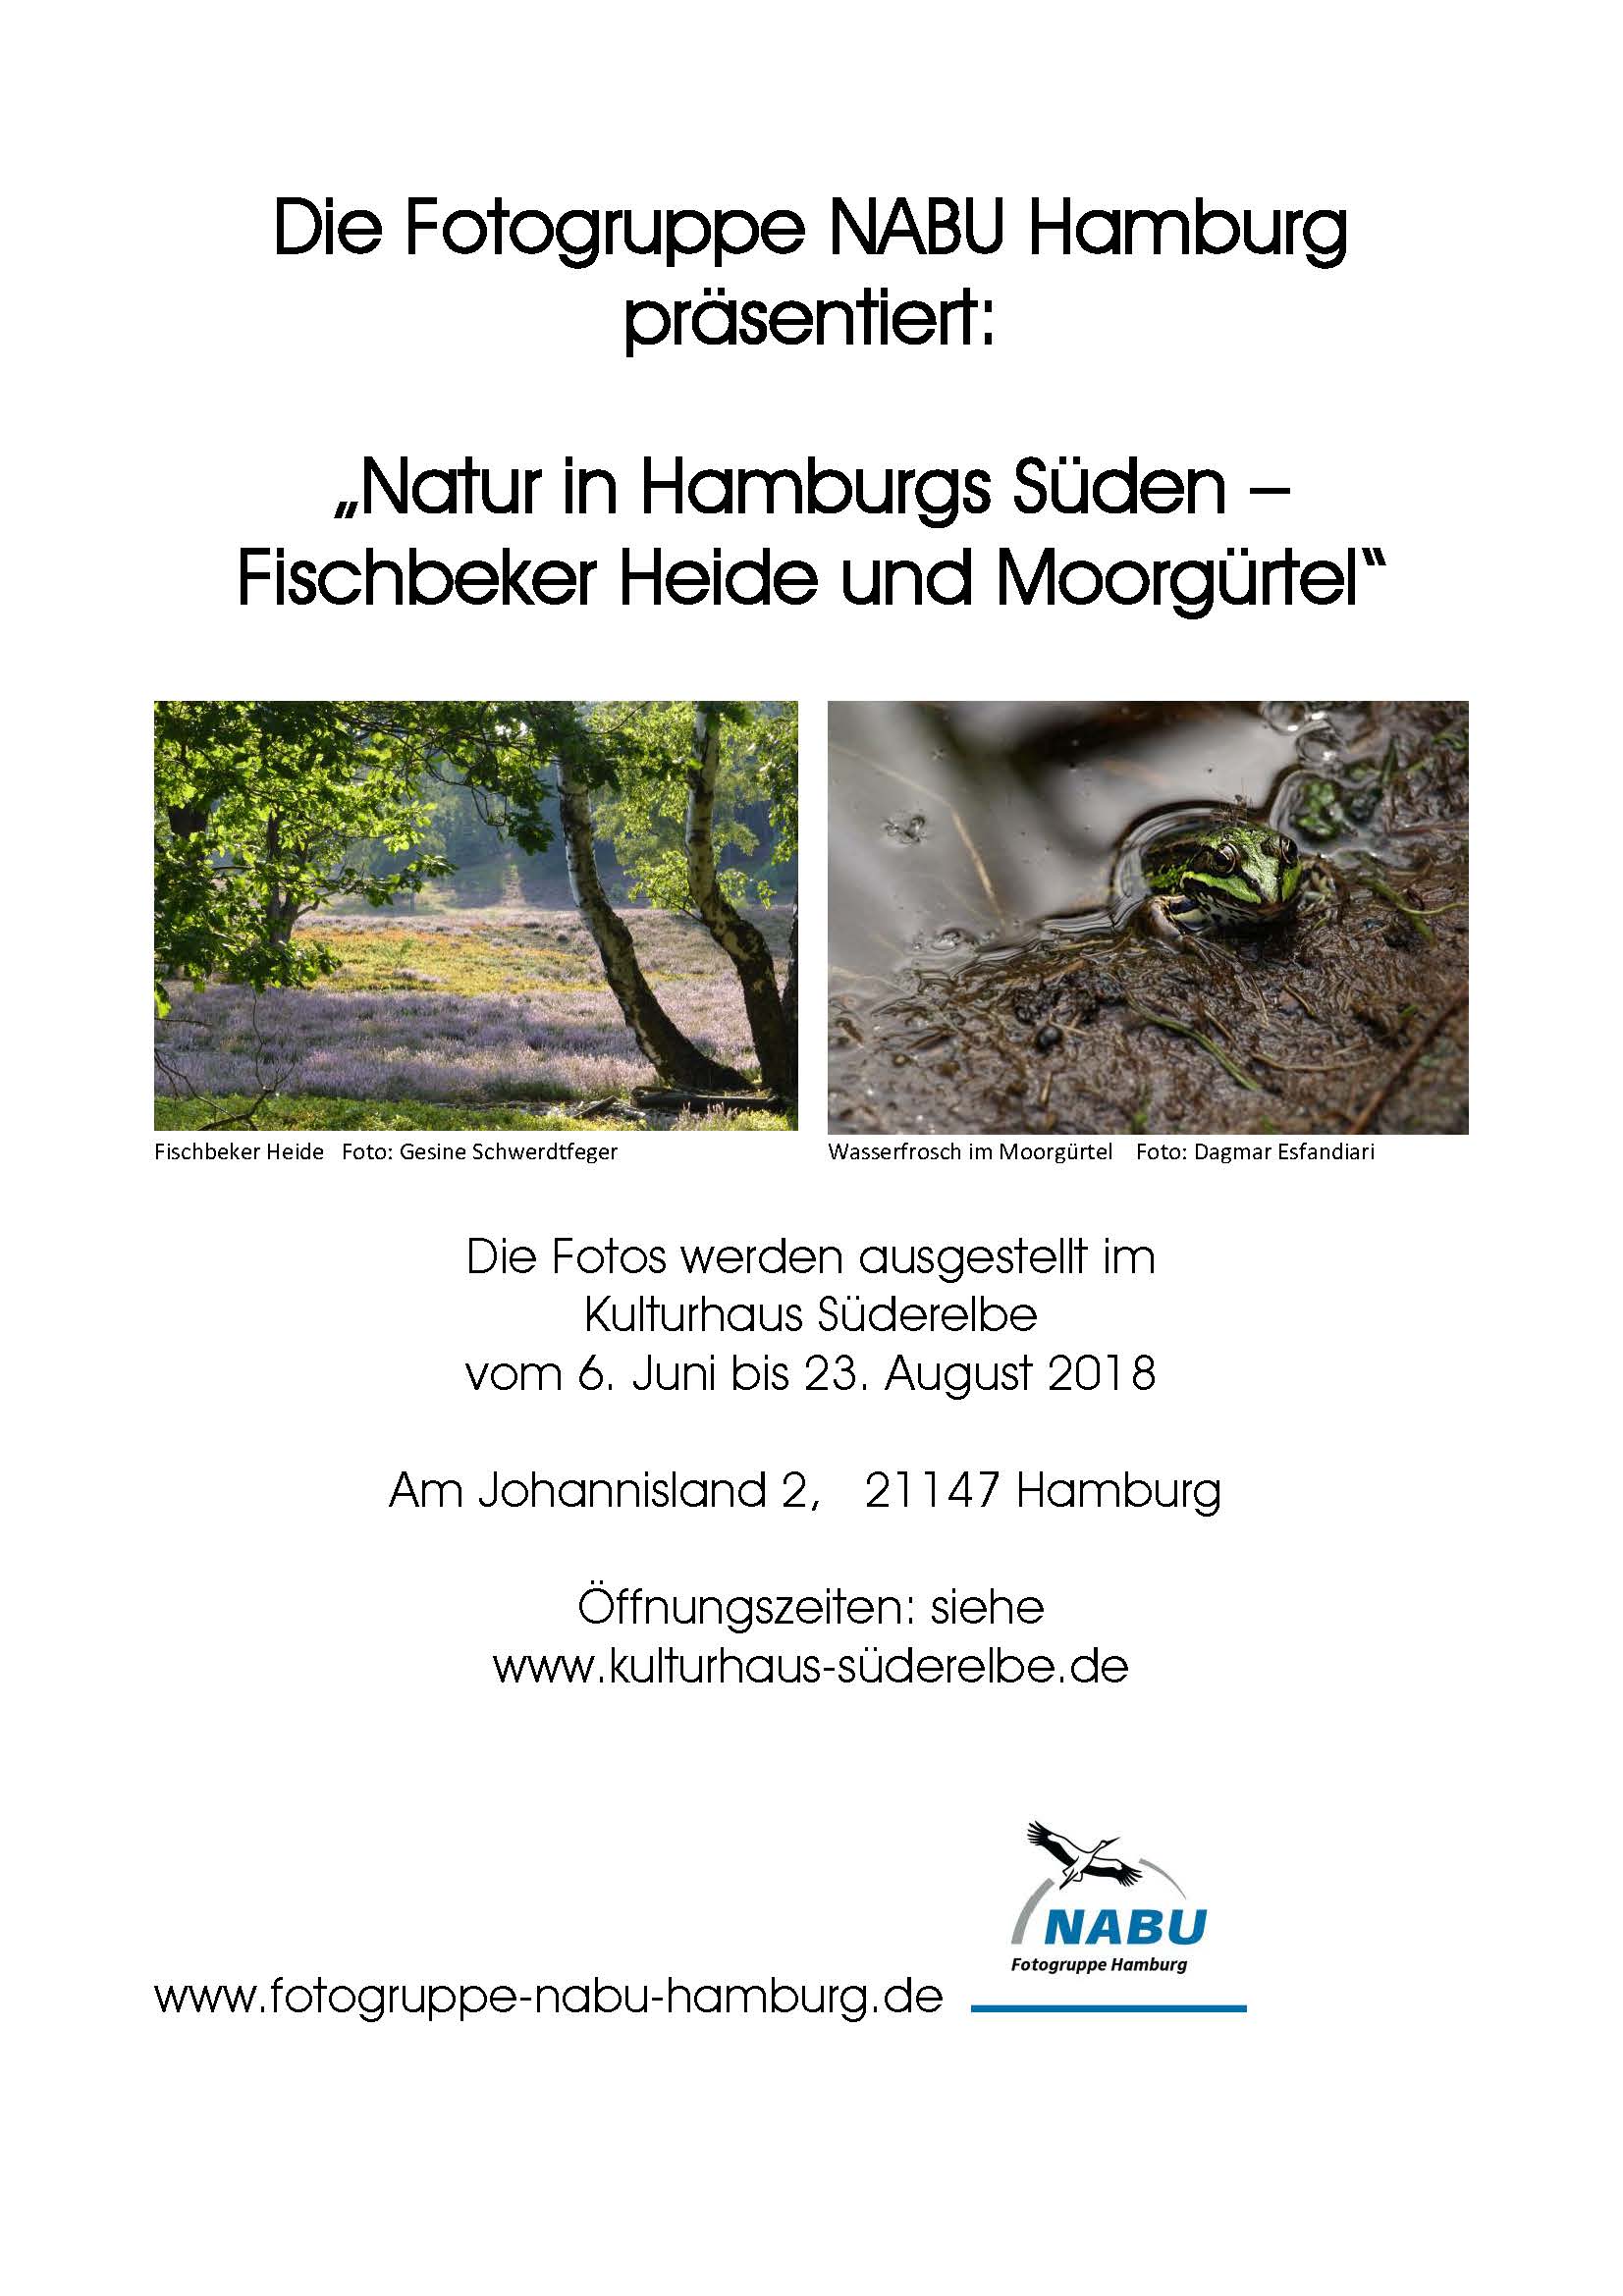 Die Fotogruppe NABU Hamburg
präsentiert:
„Natur in Hamburgs Süden –
Fischbeker Heide und Moorgürtel“
Fischbeker Heide Foto: Gesine Schwerdtfeger
Wasserfrosch im Moorgürtel Foto: Dagmar Esfandiari
Die Fotos werden ausgestellt im
Kulturhaus Süderelbe
vom 6. Juni bis 23. August 2018
Am Johannisland 2, 21147 Hamburg
Öffnungszeiten: siehe
www.kulturhaus-süderelbe.de
NABU
Fotogruppe Hamburg
www.fotogruppe-nabu-hamburg.de